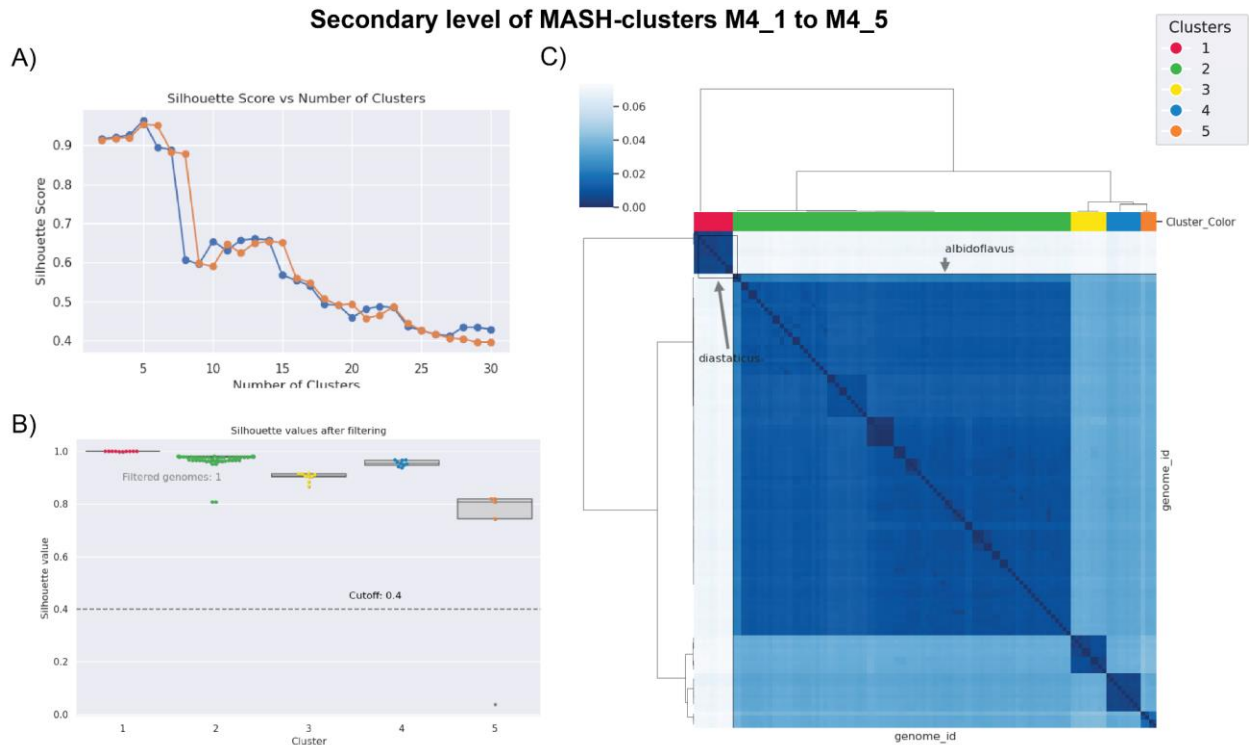 Secondary level of MASH-clusters M4_1 to M4_5
A)
Silhouette Score vs Number of Clusters
Silhouette Score
0.9
0.8
0.7
0.6
0.5
0.4
5 10 15 20 25 30
Number of Clusters
B)
Silhouette values after filtering
Silhouette value
1.0
0.8
0.6
0.4
0.2
0.0
Filtered genomes: 1
Cutoff: 0.4
1 2 3 4 5
Cluster
C)
0.06
0.04
0.02
0.00
Clusters
1
2
3
4
5
Cluster_Color
albidoflavus
diastaticus
genome_id
genome_id